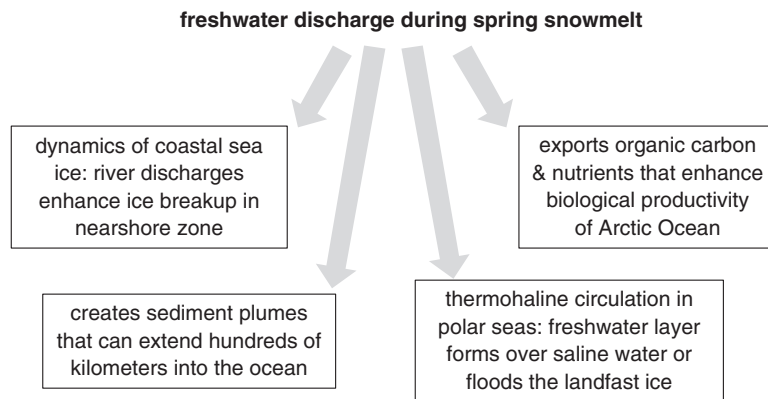 freshwater discharge during spring snowmelt
dynamics of coastal sea
ice: river discharges
enhance ice breakup in
nearshore zone
exports organic carbon
& nutrients that enhance
biological productivity
of Arctic Ocean
creates sediment plumes
that can extend hundreds of
kilometers into the ocean
thermohaline circulation in
polar seas: freshwater layer
forms over saline water or
floods the landfast ice